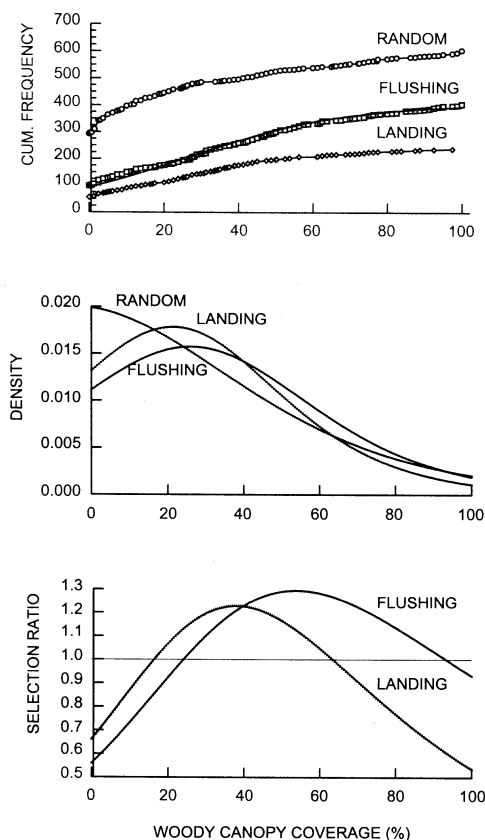 CUM. FREQUENCY
700
600
500
400
300
200
100
0
RANDOM
FLUSHING
LANDING
0 20 40 60 80 100
DENSITY
0.020
0.015
0.010
0.005
0.000
RANDOM
LANDING
FLUSHING
0 20 40 60 80 100
SELECTION RATIO
1.3
1.2
1.1
1.0
0.9
0.8
0.7
0.6
0.5
FLUSHING
LANDING
0 20 40 60 80 100
WOODY CANOPY COVERAGE (%)